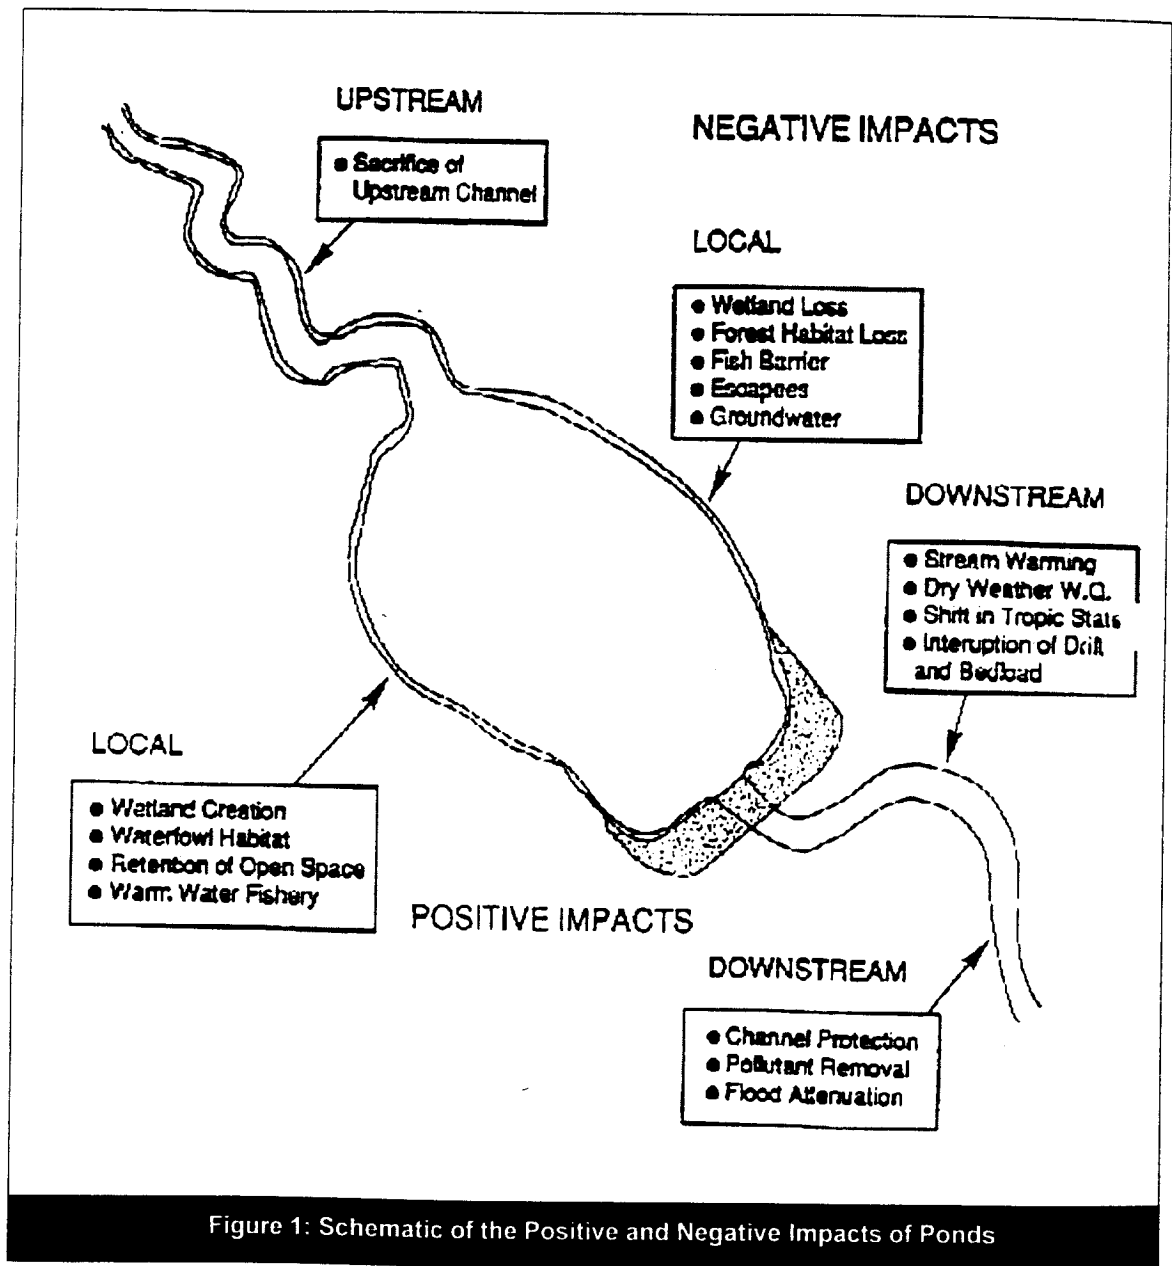 UPSTREAM
● Sacrifice of
Upstream Channel
NEGATIVE IMPACTS
LOCAL
● Wetland Loss
● Forest Habitat Loss
● Fish Barrier
● Escapees
● Groundwater
DOWNSTREAM
● Stream Warming
● Dry Weather W.Q.
● Shift in Tropic State
● Interuption of Drift
and Bedload
LOCAL
● Wetland Creation
● Waterfowl Habitat
● Retention of Open Space
● Warm Water Fishery
POSITIVE IMPACTS
DOWNSTREAM
● Channel Protection
● Pollutant Removal
● Flood Attenuation
Figure 1: Schematic of the Positive and Negative Impacts of Ponds